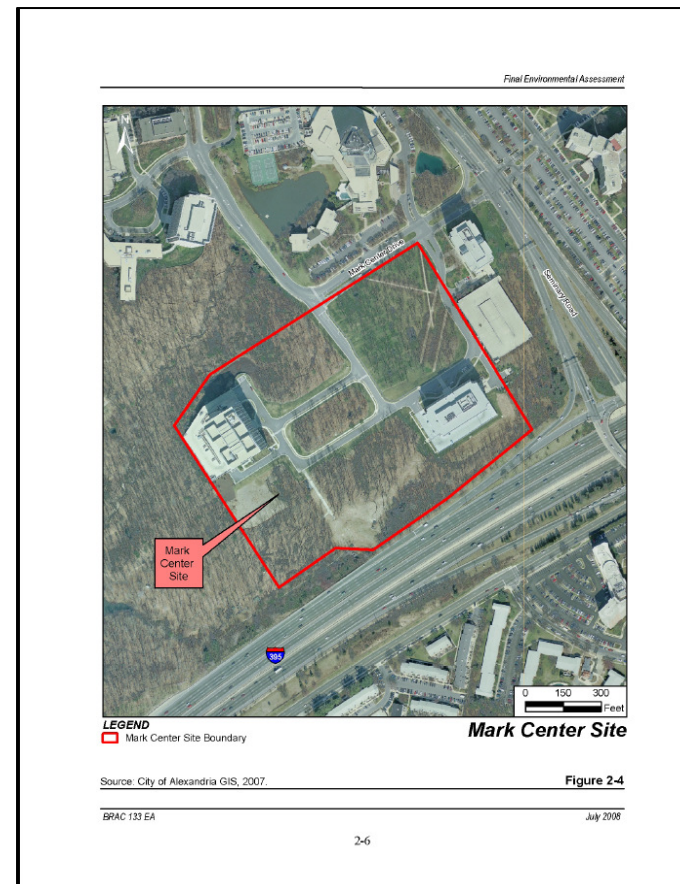 Final Environmental Assessment
N
Mark Center Drive
Seminary Road
Mark
Center
Site
395
0 150 300
Feet
LEGEND
Mark Center Site Boundary
Mark Center Site
Source: City of Alexandria GIS, 2007.
Figure 2-4
BRAC 133 EA
July 2008
2-6